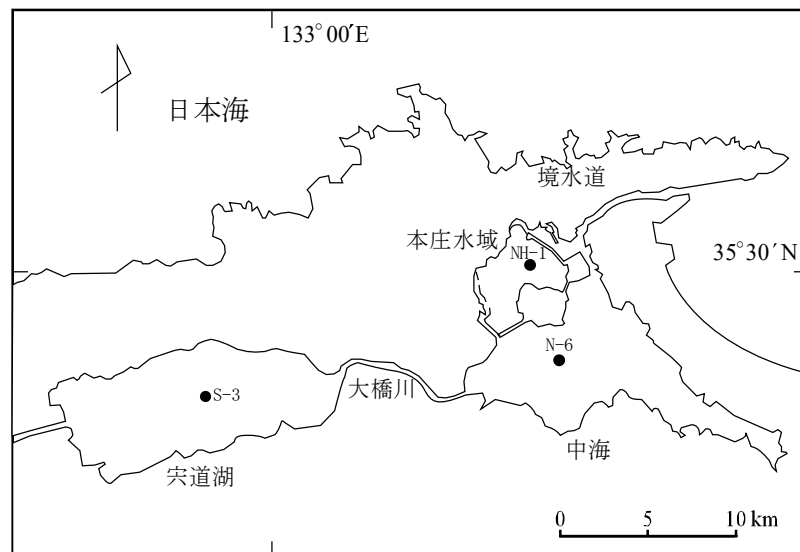 133°00′E
日本海
境水道
本庄水域
NH-1
35°30′N
N-6
S-3
大橋川
中海
宍道湖
0 5 10 km